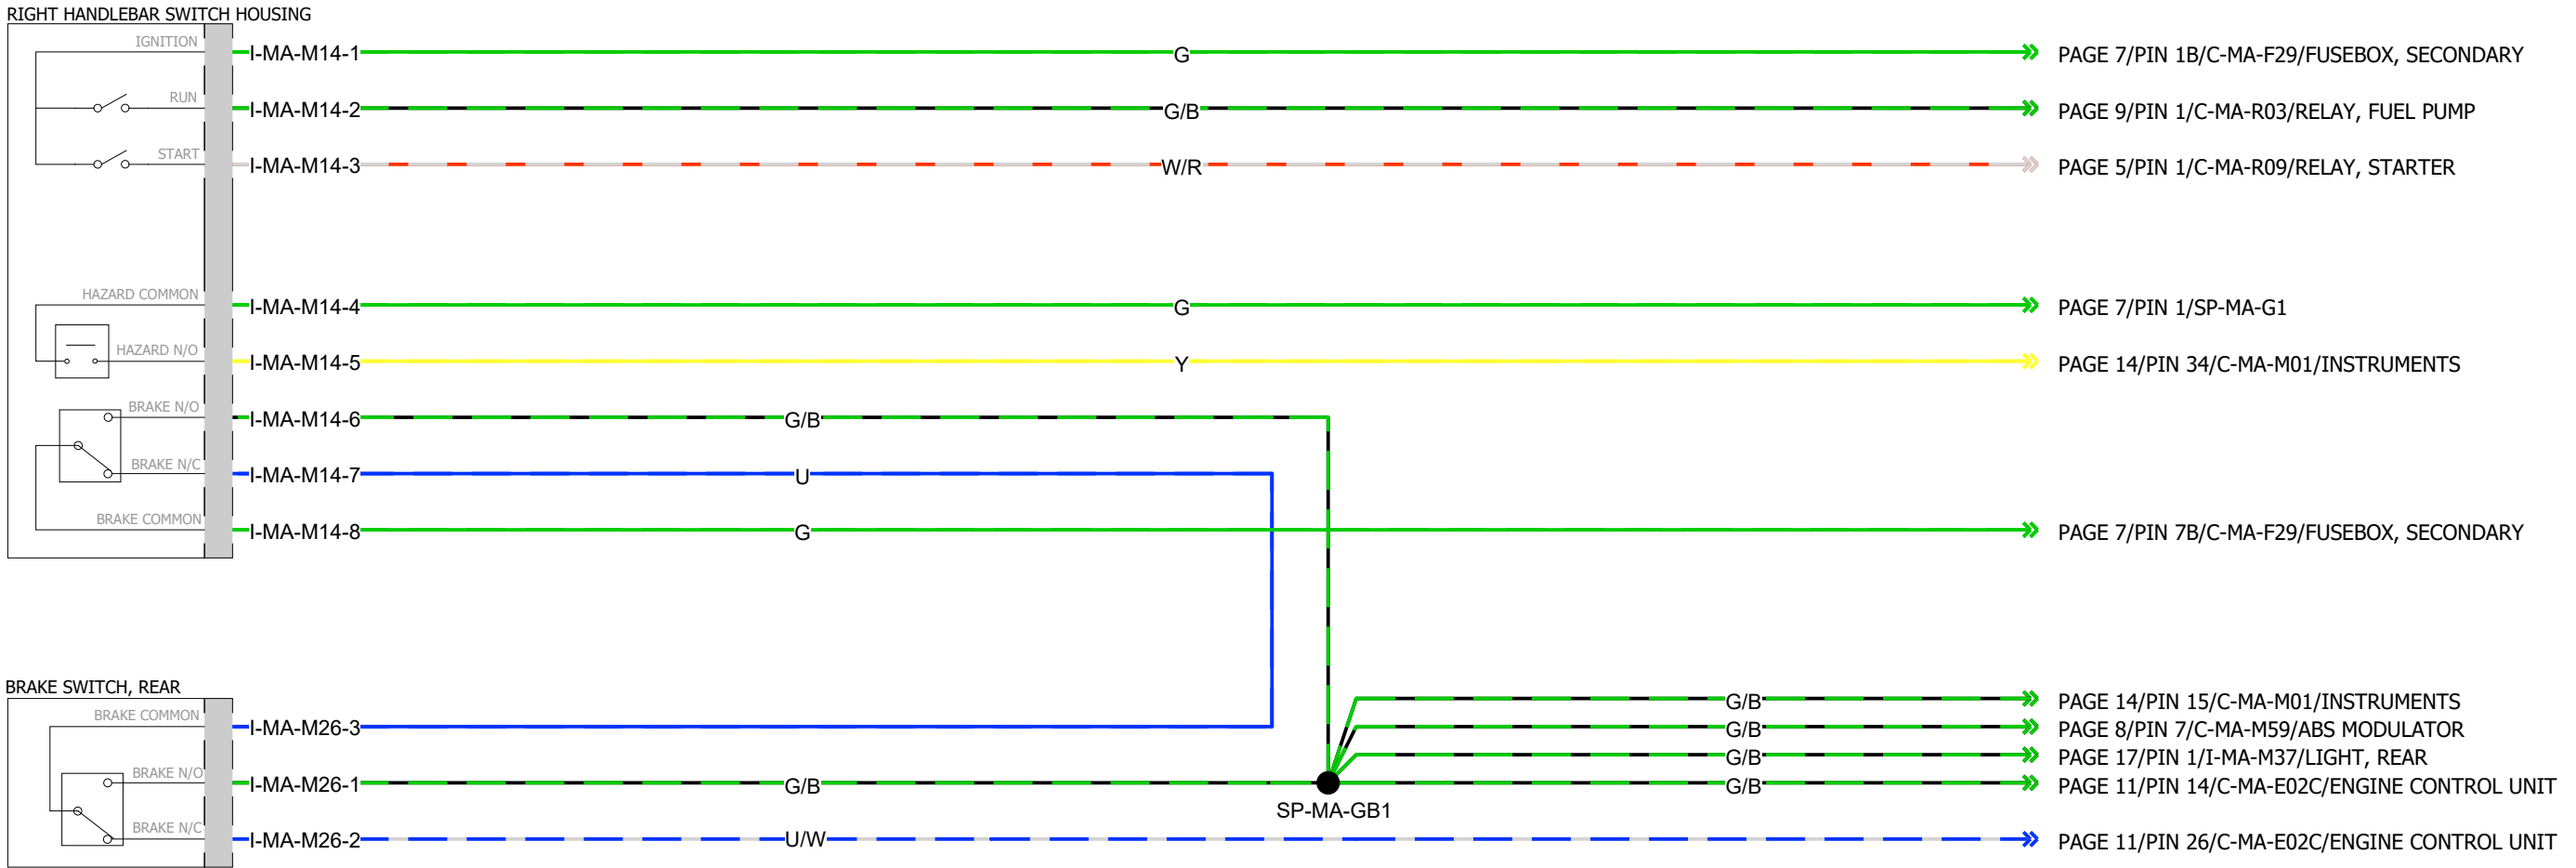 RIGHT HANDLEBAR SWITCH HOUSING
IGNITION I-MA-M14-1 G PAGE 7/PIN 1B/C-MA-F29/FUSEBOX, SECONDARY
RUN I-MA-M14-2 G/B PAGE 9/PIN 1/C-MA-R03/RELAY, FUEL PUMP
START I-MA-M14-3 W/R PAGE 5/PIN 1/C-MA-R09/RELAY, STARTER
HAZARD COMMON I-MA-M14-4 G PAGE 7/PIN 1/SP-MA-G1
HAZARD N/O I-MA-M14-5 Y PAGE 14/PIN 34/C-MA-M01/INSTRUMENTS
BRAKE N/O I-MA-M14-6 G/B
BRAKE N/C I-MA-M14-7 U
BRAKE COMMON I-MA-M14-8 G PAGE 7/PIN 7B/C-MA-F29/FUSEBOX, SECONDARY
BRAKE SWITCH, REAR
G/B PAGE 14/PIN 15/C-MA-M01/INSTRUMENTS
BRAKE COMMON I-MA-M26-3 G/B PAGE 8/PIN 7/C-MA-M59/ABS MODULATOR
G/B PAGE 17/PIN 1/I-MA-M37/LIGHT, REAR
BRAKE N/O I-MA-M26-1 G/B G/B PAGE 11/PIN 14/C-MA-E02C/ENGINE CONTROL UNIT
SP-MA-GB1
BRAKE N/C I-MA-M26-2 U/W PAGE 11/PIN 26/C-MA-E02C/ENGINE CONTROL UNIT